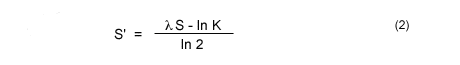 S' = λS - ln K / ln 2 (2)